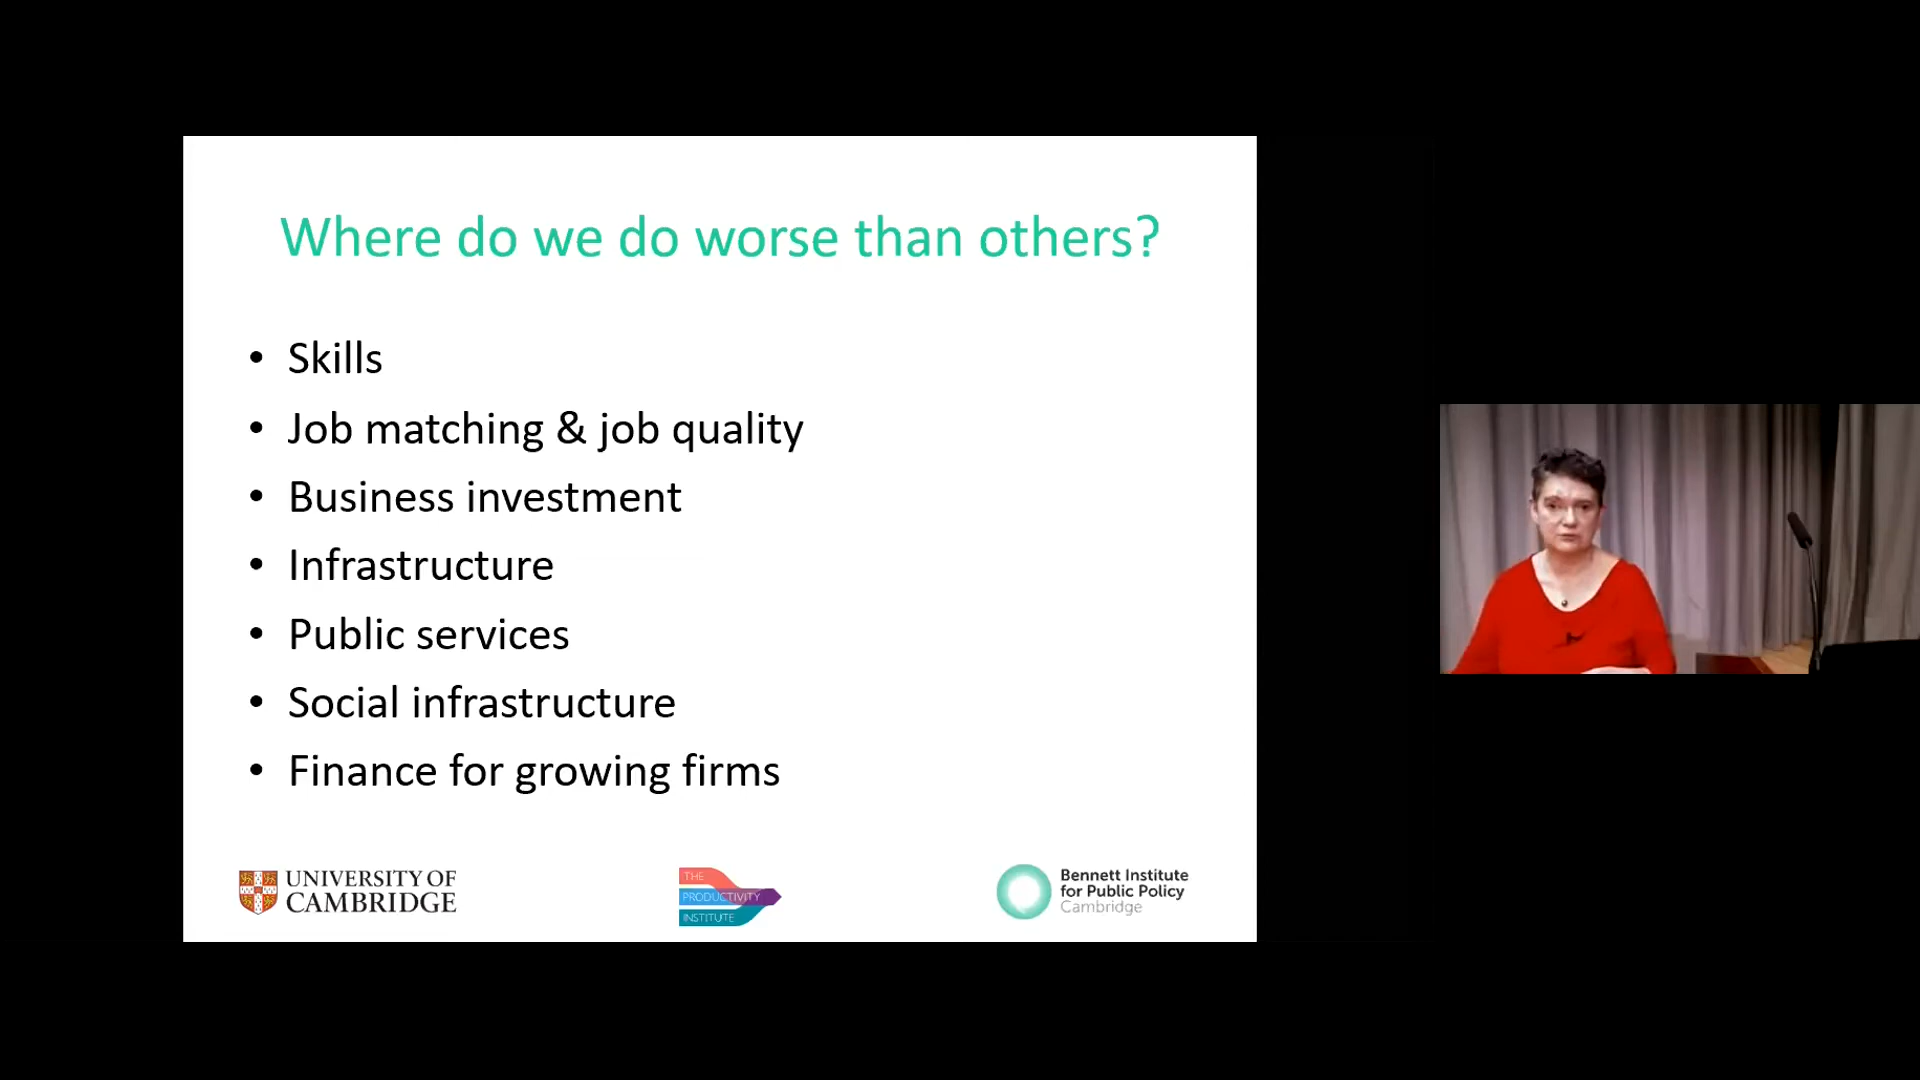 Where do we do worse than others?
• Skills
• Job matching & job quality
• Business investment
• Infrastructure
• Public services
• Social infrastructure
• Finance for growing firms
UNIVERSITY OF
CAMBRIDGE
THE
PRODUCTIVITY
INSTITUTE
Bennett Institute
for Public Policy
Cambridge